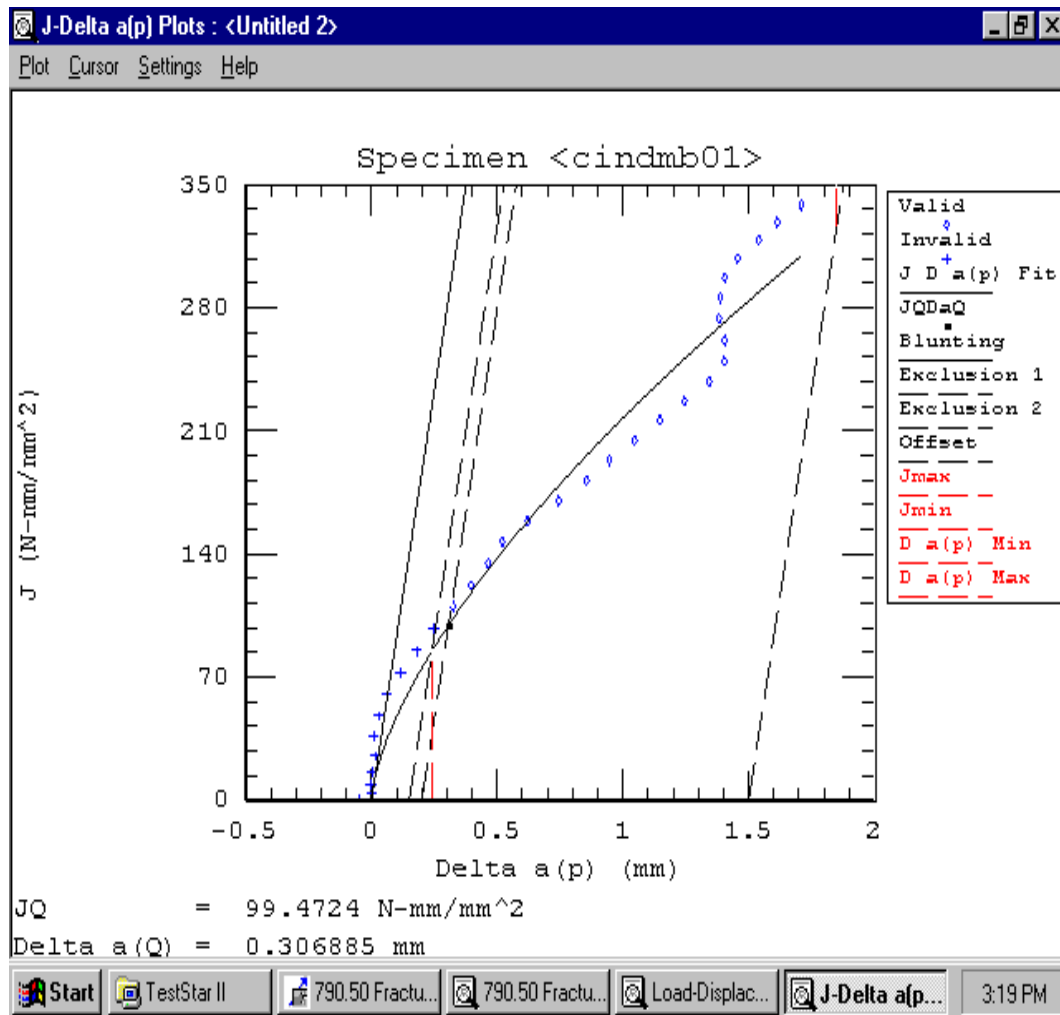 J-Delta a(p) Plots : <Untitled 2>
Plot Cursor Settings Help
Specimen <cindmb01>
350
280
210
140
70
0
-0.5 0 0.5 1 1.5 2
J (N-mm/mm^2)
Delta a(p) (mm)
Valid
Invalid
J D a(p) Fit
JQDaQ
Blunting
Exclusion 1
Exclusion 2
Offset
Jmax
Jmin
D a(p) Min
D a(p) Max
JQ = 99.4724 N-mm/mm^2
Delta a(Q) = 0.306885 mm
Start TestStar II 790.50 Fractu... 790.50 Fractu... Load-Displac... J-Delta a(p... 3:19 PM